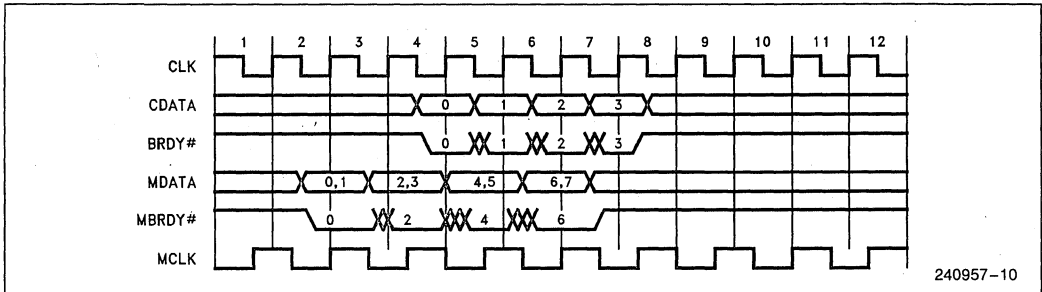 1 2 3 4 5 6 7 8 9 10 11 12
CLK
CDATA 0 1 2 3
BRDY# 0 1 2 3
MDATA 0,1 2,3 4,5 6,7
MBRDY# 0 2 4 6
MCLK
240957-10